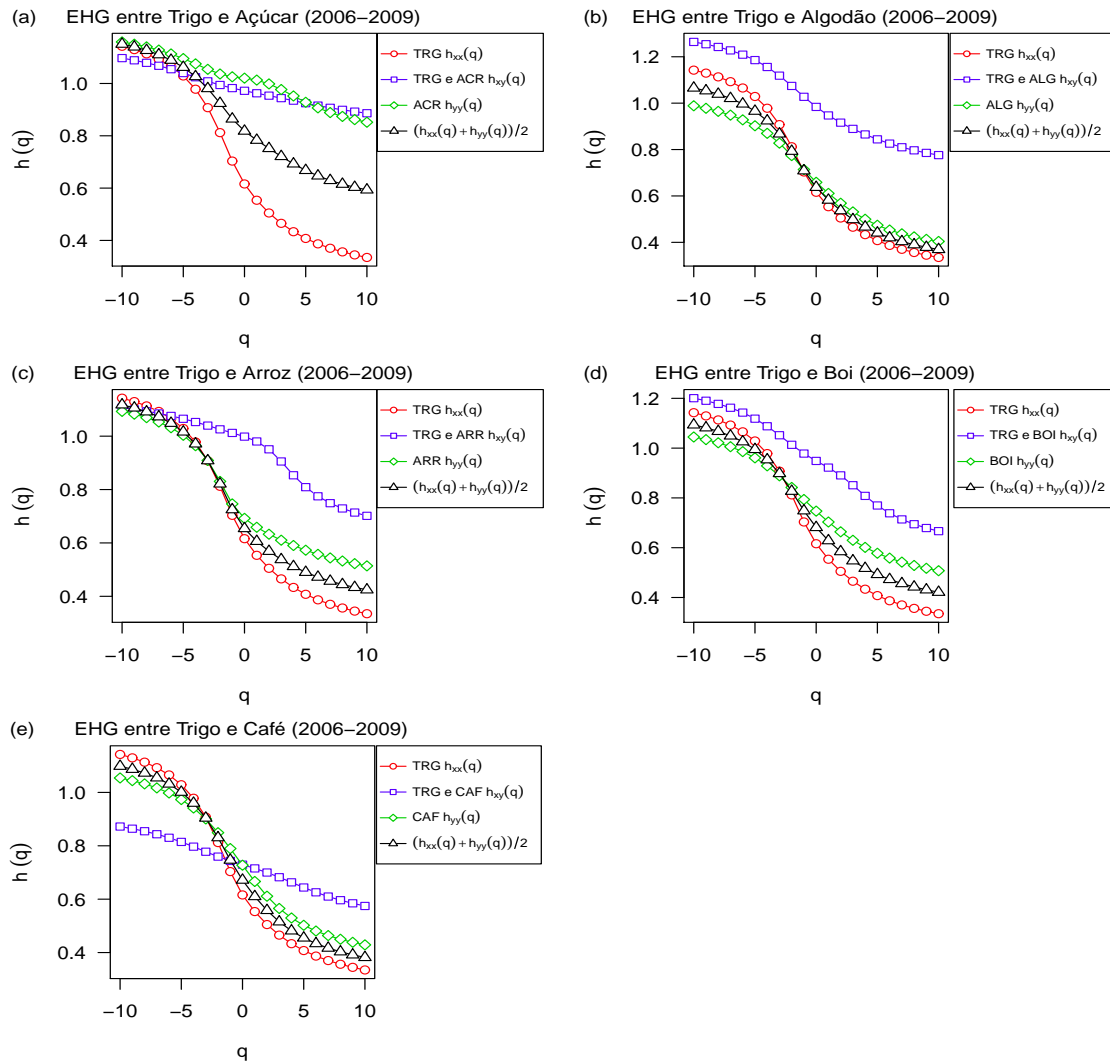 (a) EHG entre Trigo e Açúcar (2006−2009)
h (q)
1.0
0.8
0.6
0.4
−10 −5 0 5 10
q
TRG hxx(q)
TRG e ACR hxy(q)
ACR hyy(q)
(hxx(q) + hyy(q))/2
(b) EHG entre Trigo e Algodão (2006−2009)
h (q)
1.2
1.0
0.8
0.6
0.4
−10 −5 0 5 10
q
TRG hxx(q)
TRG e ALG hxy(q)
ALG hyy(q)
(hxx(q) + hyy(q))/2
(c) EHG entre Trigo e Arroz (2006−2009)
h (q)
1.0
0.8
0.6
0.4
−10 −5 0 5 10
q
TRG hxx(q)
TRG e ARR hxy(q)
ARR hyy(q)
(hxx(q) + hyy(q))/2
(d) EHG entre Trigo e Boi (2006−2009)
h (q)
1.2
1.0
0.8
0.6
0.4
−10 −5 0 5 10
q
TRG hxx(q)
TRG e BOI hxy(q)
BOI hyy(q)
(hxx(q) + hyy(q))/2
(e) EHG entre Trigo e Café (2006−2009)
h (q)
1.0
0.8
0.6
0.4
−10 −5 0 5 10
q
TRG hxx(q)
TRG e CAF hxy(q)
CAF hyy(q)
(hxx(q) + hyy(q))/2